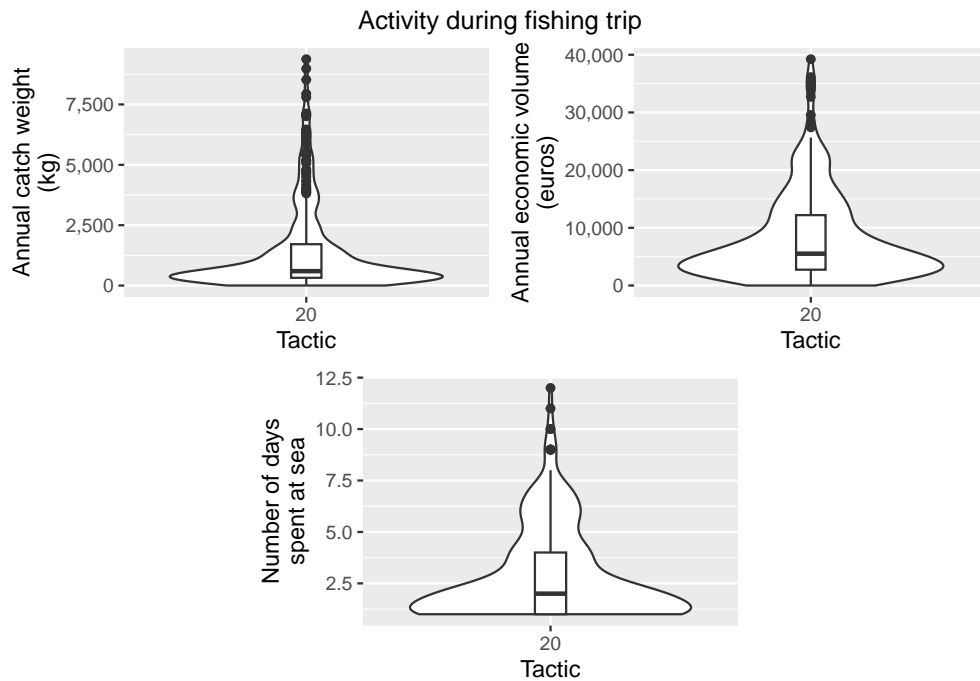 Activity during fishing trip
Annual catch weight
(kg)
7,500
5,000
2,500
0
20
Tactic
Annual economic volume
(euros)
40,000
30,000
20,000
10,000
0
20
Tactic
Number of days
spent at sea
12.5
10.0
7.5
5.0
2.5
20
Tactic